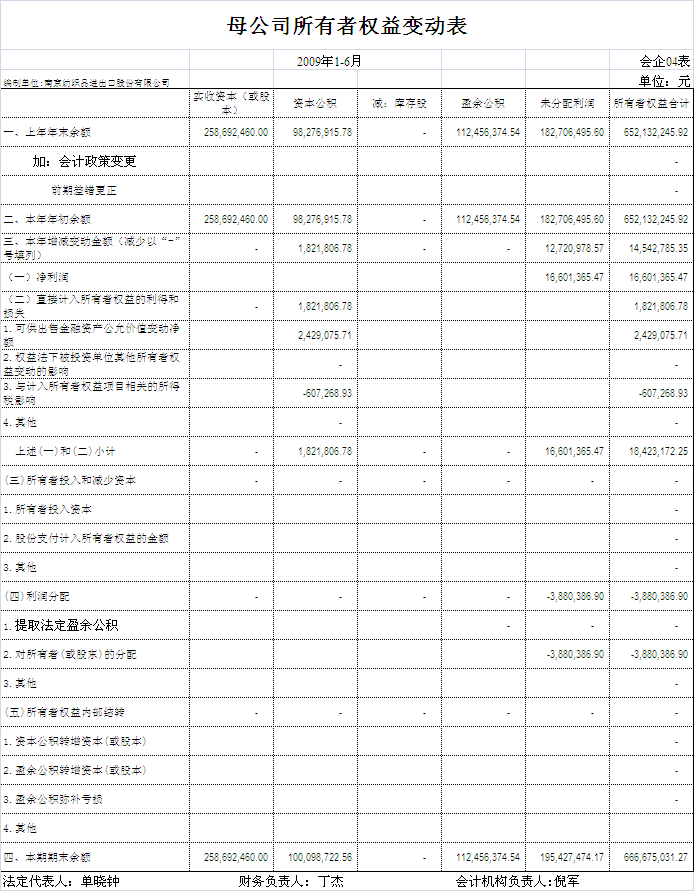 母公司所有者权益变动表
2009年1-6月 会企04表
编制单位:南京纺织品进出口股份有限公司 单位：元
实收资本（或股本） 资本公积 减：库存股 盈余公积 未分配利润 所有者权益合计
一、上年年末余额 258,692,460.00 98,276,915.78 - 112,456,374.54 182,706,495.60 652,132,245.92
加：会计政策变更 -
前期差错更正 -
二、本年年初余额 258,692,460.00 98,276,915.78 - 112,456,374.54 182,706,495.60 652,132,245.92
三、本年增减变动金额（减少以“-”号填列） - 1,821,806.78 - - 12,720,978.57 14,542,785.35
（一）净利润 16,601,365.47 16,601,365.47
（二）直接计入所有者权益的利得和损失 - 1,821,806.78 1,821,806.78
1.可供出售金融资产公允价值变动净额 2,429,075.71 2,429,075.71
2.权益法下被投资单位其他所有者权益变动的影响 - -
3.与计入所有者权益项目相关的所得税影响 -607,268.93 -607,268.93
4.其他 - -
上述(一)和(二)小计 - 1,821,806.78 - - 16,601,365.47 18,423,172.25
(三)所有者投入和减少资本 - - - - - -
1.所有者投入资本 -
2.股份支付计入所有者权益的金额 -
3.其他 -
(四)利润分配 - - - - -3,880,386.90 -3,880,386.90
1.提取法定盈余公积 - - -
2.对所有者(或股东)的分配 -3,880,386.90 -3,880,386.90
3.其他 -
(五)所有者权益内部结转 - - - - - -
1.资本公积转增资本(或股本) -
2.盈余公积转增资本(或股本) -
3.盈余公积弥补亏损 -
4.其他 -
四、本期期末余额 258,692,460.00 100,098,722.56 - 112,456,374.54 195,427,474.17 666,675,031.27
法定代表人：单晓钟 财务负责人：丁杰 会计机构负责人:倪军